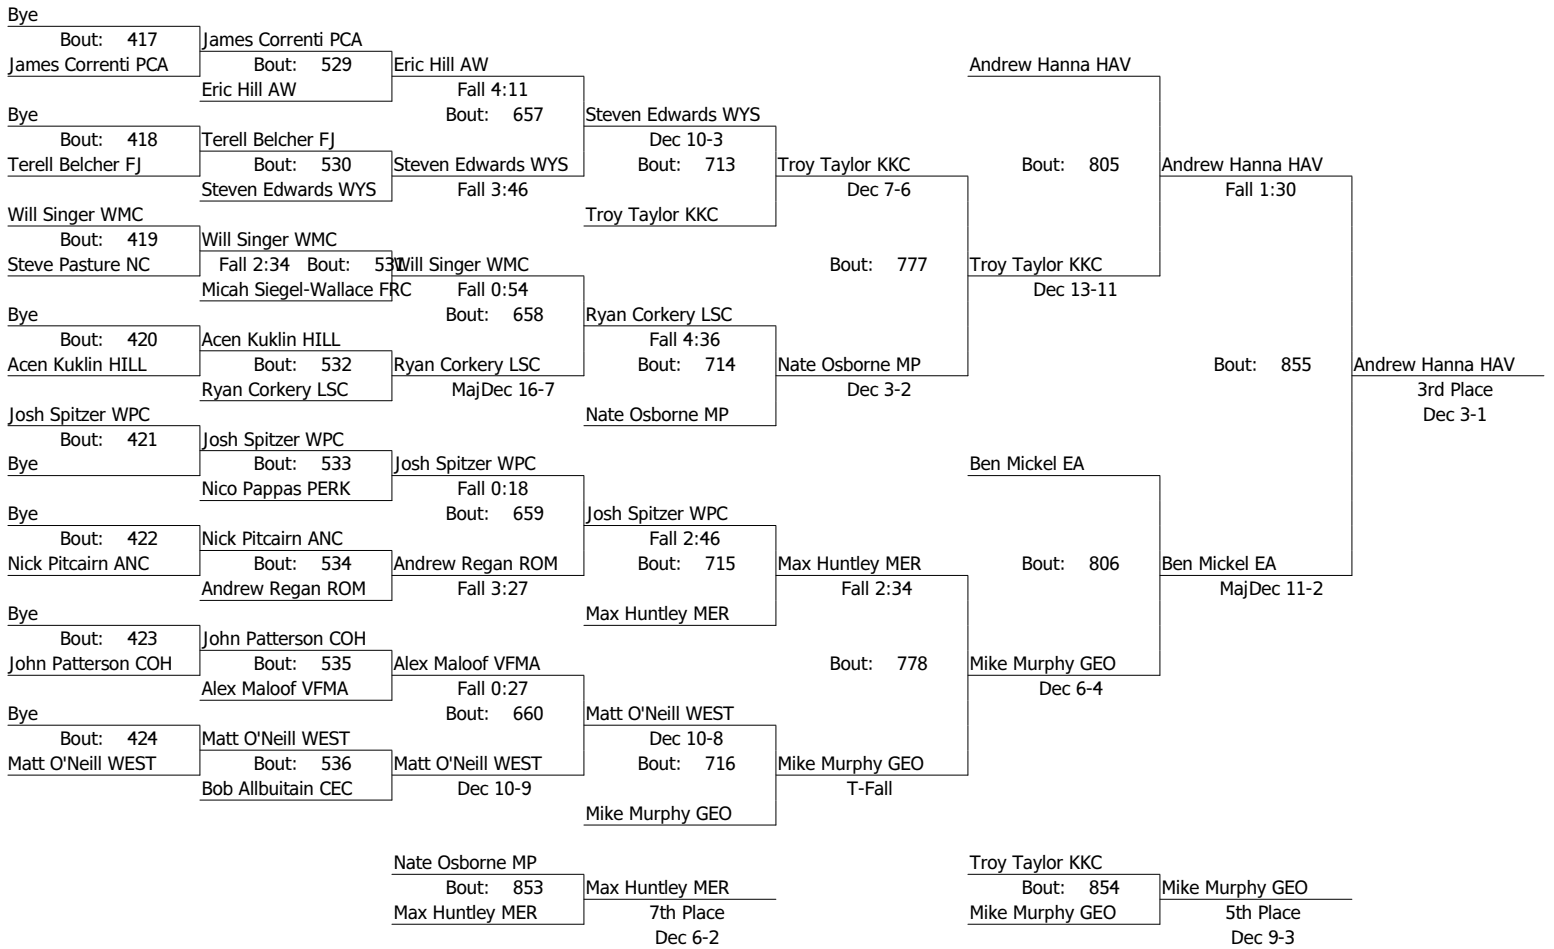 Bye
Bout: 417
James Correnti PCA
James Correnti PCA
Bout: 529
Eric Hill AW
Eric Hill AW
Fall 4:11
Bout: 657
Bye
Bout: 418
Terell Belcher FJ
Terell Belcher FJ
Bout: 530
Steven Edwards WYS
Steven Edwards WYS
Fall 3:46
Steven Edwards WYS
Dec 10-3
Bout: 713
Troy Taylor KKC
Troy Taylor KKC
Dec 7-6
Will Singer WMC
Bout: 419
Steve Pasture NC
Will Singer WMC
Fall 2:34 Bout: 531
Micah Siegel-Wallace FRC
Will Singer WMC
Fall 0:54
Bout: 658
Bye
Bout: 420
Acen Kuklin HILL
Acen Kuklin HILL
Bout: 532
Ryan Corkery LSC
Ryan Corkery LSC
MajDec 16-7
Ryan Corkery LSC
Fall 4:36
Bout: 714
Nate Osborne MP
Nate Osborne MP
Dec 3-2
Bout: 777
Troy Taylor KKC
Dec 13-11
Andrew Hanna HAV
Bout: 805
Andrew Hanna HAV
Fall 1:30
Josh Spitzer WPC
Bout: 421
Bye
Josh Spitzer WPC
Bout: 533
Nico Pappas PERK
Josh Spitzer WPC
Fall 0:18
Bout: 659
Bye
Bout: 422
Nick Pitcairn ANC
Nick Pitcairn ANC
Bout: 534
Andrew Regan ROM
Andrew Regan ROM
Fall 3:27
Josh Spitzer WPC
Fall 2:46
Bout: 715
Max Huntley MER
Max Huntley MER
Fall 2:34
Bye
Bout: 423
John Patterson COH
John Patterson COH
Bout: 535
Alex Maloof VFMA
Alex Maloof VFMA
Fall 0:27
Bout: 660
Bye
Bout: 424
Matt O'Neill WEST
Matt O'Neill WEST
Bout: 536
Bob Allbuitain CEC
Matt O'Neill WEST
Dec 10-9
Matt O'Neill WEST
Dec 10-8
Bout: 716
Mike Murphy GEO
Mike Murphy GEO
T-Fall
Bout: 778
Mike Murphy GEO
Dec 6-4
Ben Mickel EA
Bout: 806
Ben Mickel EA
MajDec 11-2
Bout: 855
Andrew Hanna HAV
3rd Place
Dec 3-1
Nate Osborne MP
Bout: 853
Max Huntley MER
Max Huntley MER
7th Place
Dec 6-2
Troy Taylor KKC
Bout: 854
Mike Murphy GEO
Mike Murphy GEO
5th Place
Dec 9-3